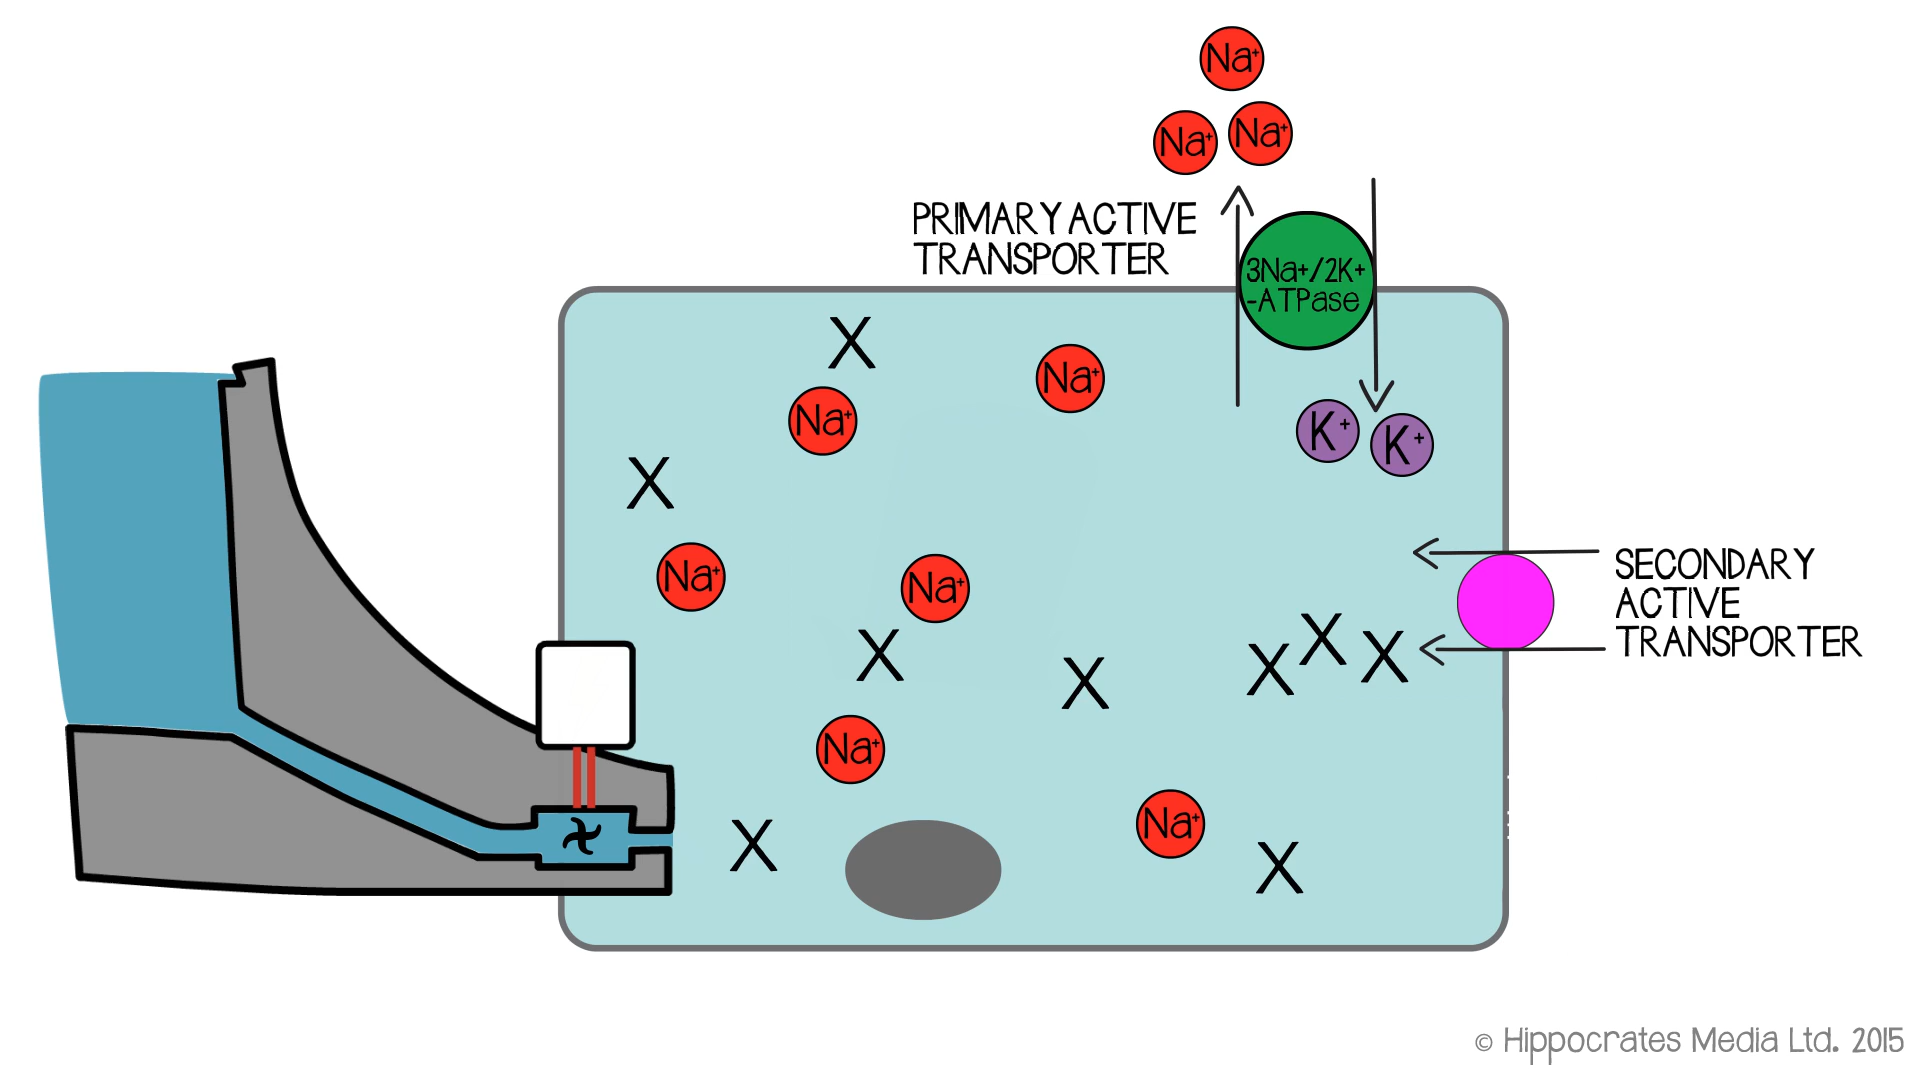 Na+
Na+ Na+
PRIMARY ACTIVE
TRANSPORTER
3Na+/2K+
-ATPase
X
Na+
Na+
K+ K+
X
Na+
Na+
SECONDARY
ACTIVE
TRANSPORTER
X
X
X X X
Na+
Na+
X
X
© Hippocrates Media Ltd. 2015